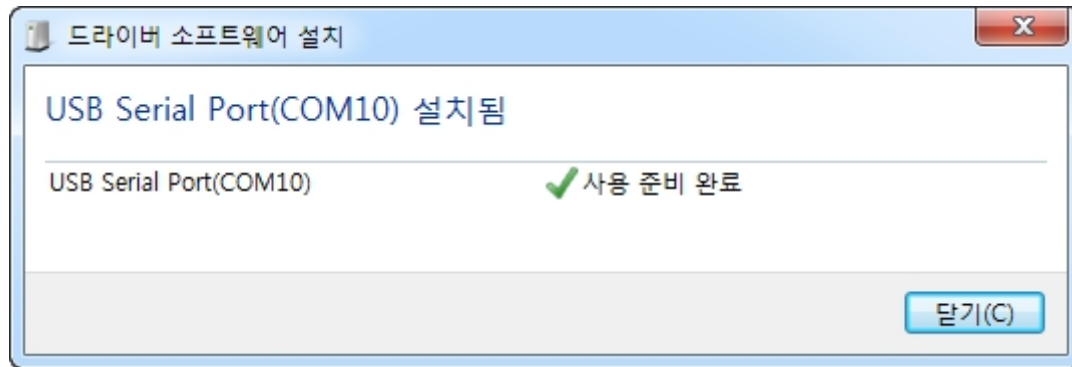 드라이버 소프트웨어 설치
USB Serial Port(COM10) 설치됨
USB Serial Port(COM10) 사용 준비 완료
닫기(C)